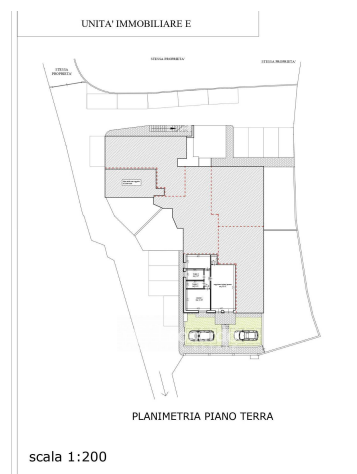 UNITA' IMMOBILIARE E
STESSA PROPRIETA'
STESSA
PROPRIETA'
STESSA PROPRIETA'
PLANIMETRIA PIANO TERRA
scala 1:200